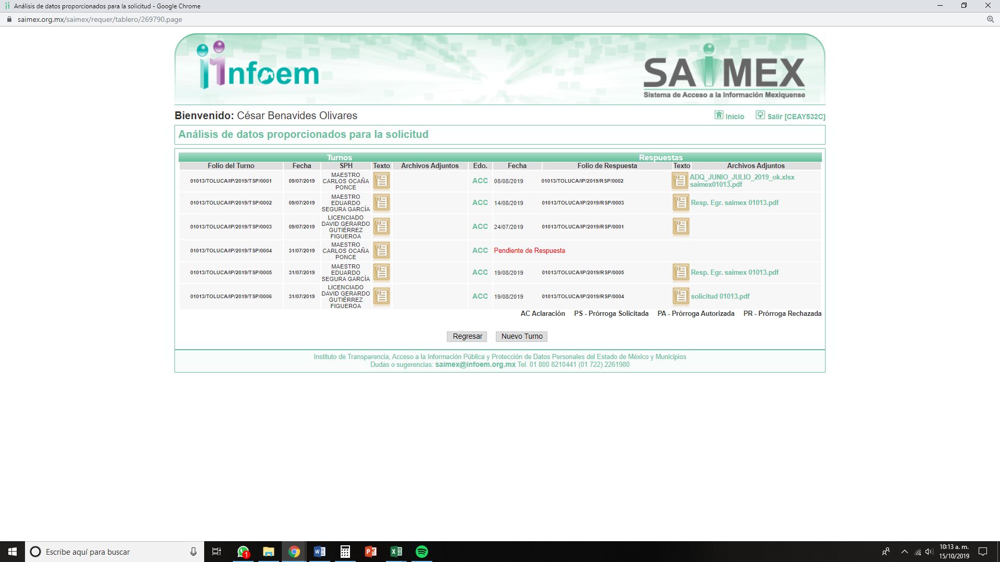 Análisis de datos proporcionados para la solicitud - Google Chrome
saimex.org.mx/saimex/requer/tablero/269790.page
infoem
SAIMEX
Sistema de Acceso a la Información Mexiquense
Bienvenido: César Benavides Olivares
Inicio Salir [CEAY532C]
Análisis de datos proporcionados para la solicitud
Turnos Respuestas
Folio del Turno Fecha SPH Texto Archivos Adjuntos Edo. Fecha Folio de Respuesta Texto Archivos Adjuntos
01013/TOLUCA/IP/2019/TSP/0001 09/07/2019 MAESTRO CARLOS OCAÑA PONCE ACC 08/08/2019 01013/TOLUCA/IP/2019/RSP/0002 ADQ_JUNIO_JULIO_2019_ok.xlsx
saimex01013.pdf
01013/TOLUCA/IP/2019/TSP/0002 09/07/2019 MAESTRO EDUARDO SEGURA GARCÍA ACC 14/08/2019 01013/TOLUCA/IP/2019/RSP/0003 Resp. Egr. saimex 01013.pdf
01013/TOLUCA/IP/2019/TSP/0003 09/07/2019 LICENCIADO DAVID GERARDO GUTIÉRREZ FIGUEROA ACC 24/07/2019 01013/TOLUCA/IP/2019/RSP/0001
01013/TOLUCA/IP/2019/TSP/0004 31/07/2019 MAESTRO CARLOS OCAÑA PONCE ACC Pendiente de Respuesta
01013/TOLUCA/IP/2019/TSP/0005 31/07/2019 MAESTRO EDUARDO SEGURA GARCÍA ACC 19/08/2019 01013/TOLUCA/IP/2019/RSP/0005 Resp. Egr. saimex 01013.pdf
01013/TOLUCA/IP/2019/TSP/0006 31/07/2019 LICENCIADO DAVID GERARDO GUTIÉRREZ FIGUEROA ACC 19/08/2019 01013/TOLUCA/IP/2019/RSP/0004 solicitud 01013.pdf
AC Aclaración PS - Prórroga Solicitada PA - Prórroga Autorizada PR - Prórroga Rechazada
Regresar Nuevo Turno
Instituto de Transparencia, Acceso a la Información Pública y Protección de Datos Personales del Estado de México y Municipios
Dudas o sugerencias: saimex@infoem.org.mx Tel. 01 800 8210441 (01 722) 2261980
Escribe aquí para buscar
1
10:13 a. m.
15/10/2019